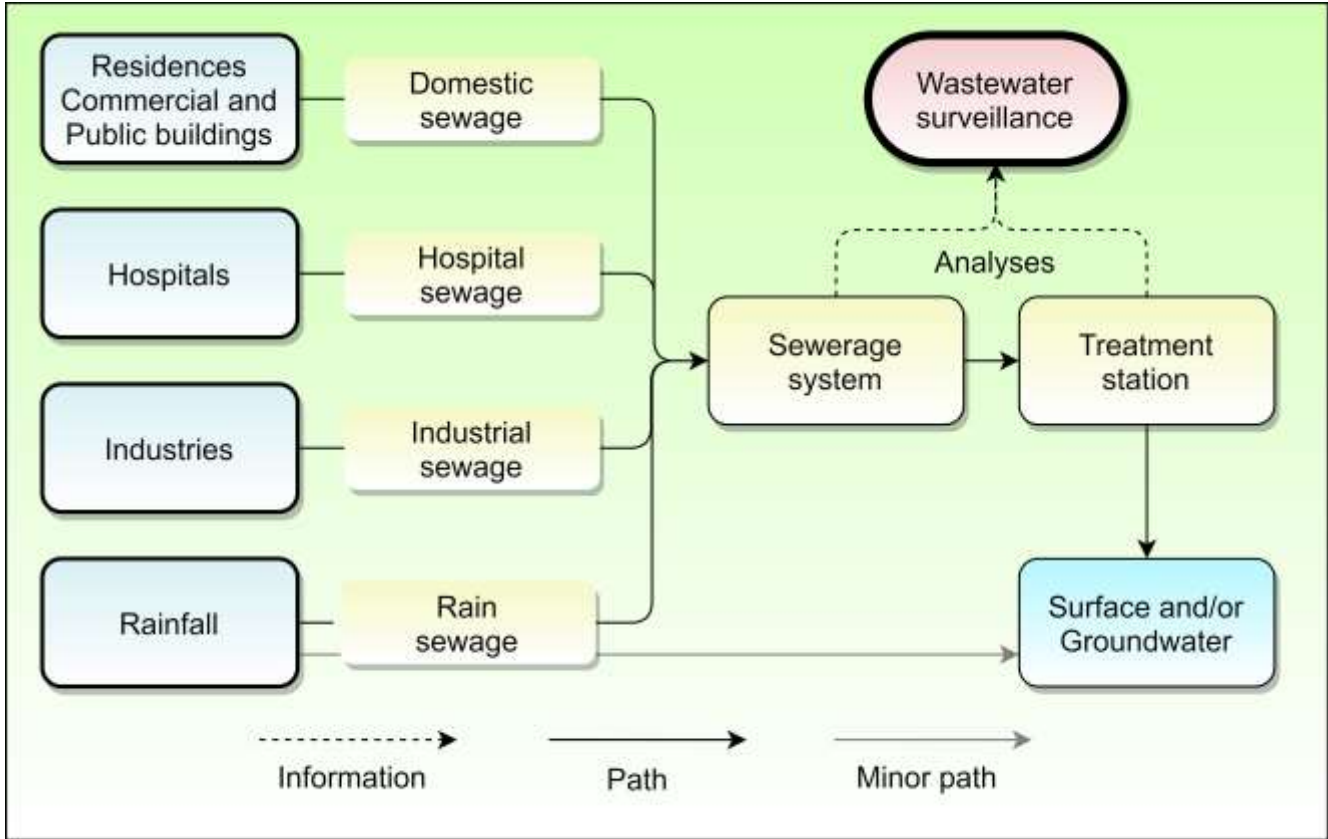 Residences
Commercial and
Public buildings
Domestic
sewage
Wastewater
surveillance
Hospitals
Hospital
sewage
Analyses
Sewerage
system
Treatment
station
Industries
Industrial
sewage
Rainfall
Rain
sewage
Surface and/or
Groundwater
Information
Path
Minor path